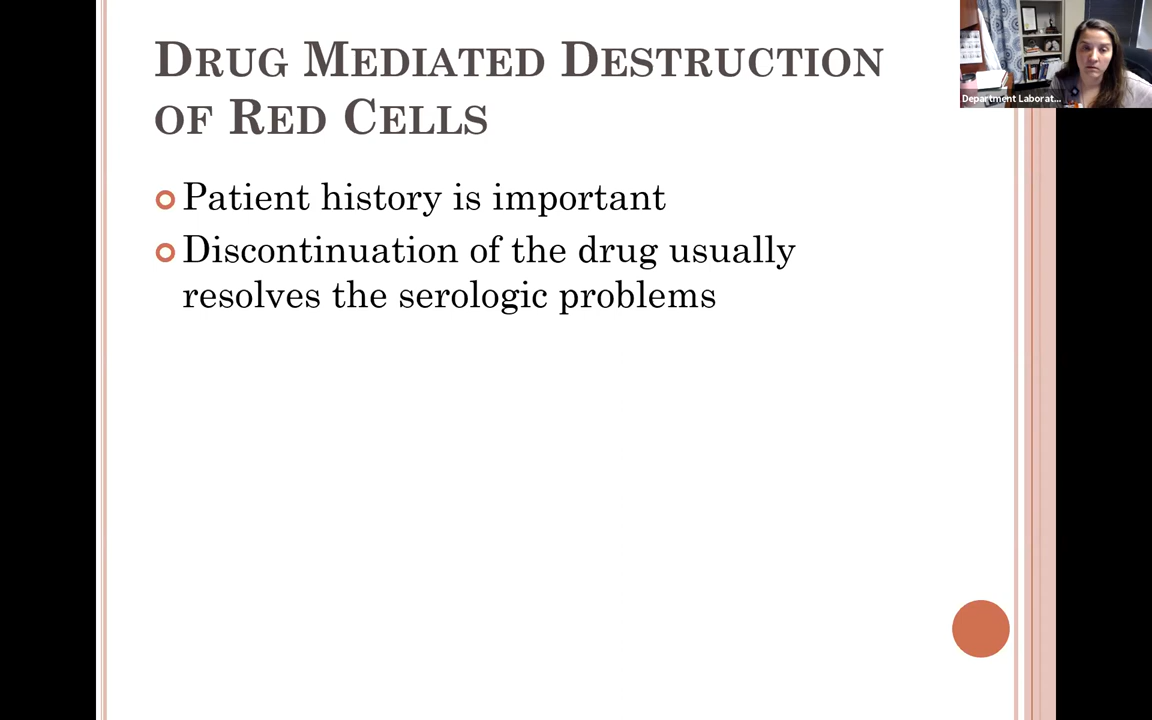 Drug Mediated Destruction
of Red Cells
Patient history is important
Discontinuation of the drug usually
resolves the serologic problems
Department Laborat...